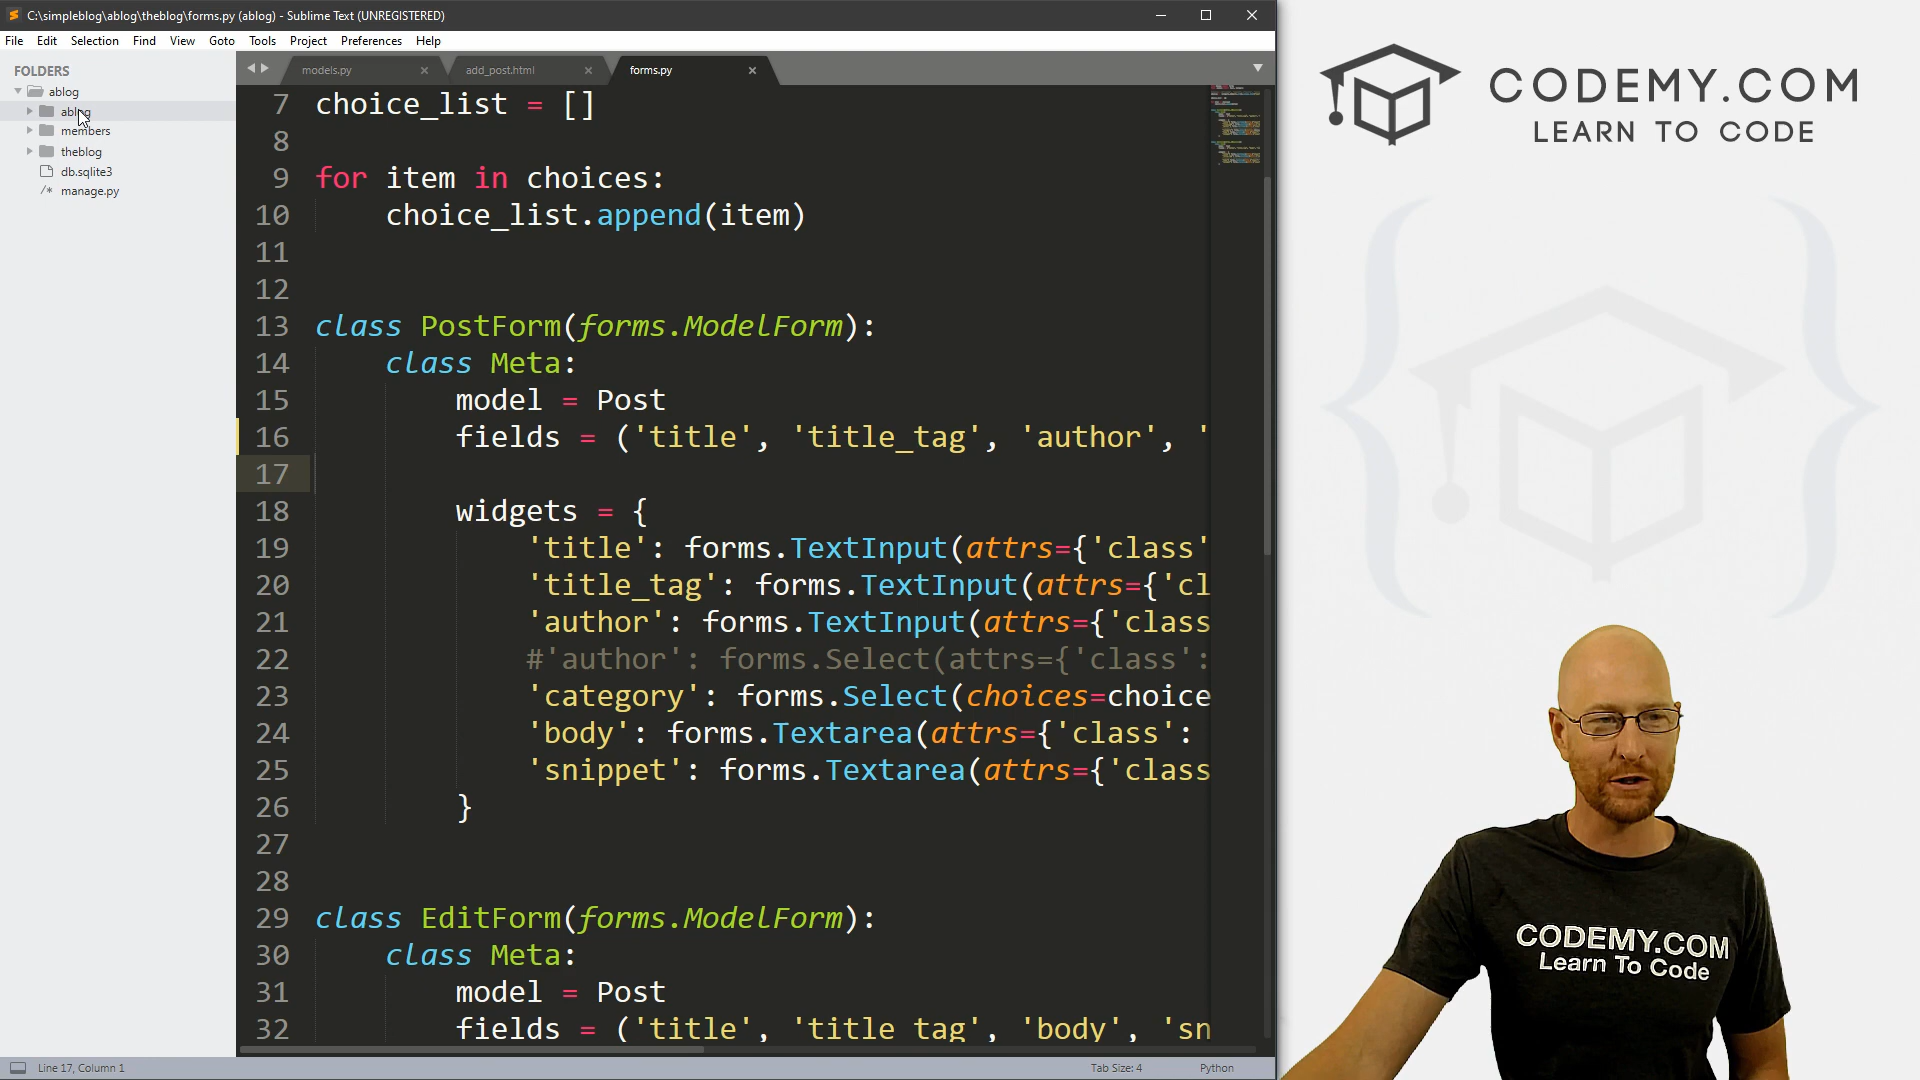 C:\simpleblog\ablog\theblog\forms.py (ablog) - Sublime Text (UNREGISTERED)
File Edit Selection Find View Goto Tools Project Preferences Help
FOLDERS
ablog
ablog
members
theblog
db.sqlite3
/* manage.py
models.py
add_post.html
forms.py
7 choice_list = []
8
9 for item in choices:
10 choice_list.append(item)
11
12
13 class PostForm(forms.ModelForm):
14 class Meta:
15 model = Post
16 fields = ('title', 'title_tag', 'author', '
17
18 widgets = {
19 'title': forms.TextInput(attrs={'class'
20 'title_tag': forms.TextInput(attrs={'cl
21 'author': forms.TextInput(attrs={'class
22 #'author': forms.Select(attrs={'class':
23 'category': forms.Select(choices=choice
24 'body': forms.Textarea(attrs={'class':
25 'snippet': forms.Textarea(attrs={'class
26 }
27
28
29 class EditForm(forms.ModelForm):
30 class Meta:
31 model = Post
32 fields = ('title', 'title_tag', 'body', 'sn
Line 17, Column 1
Tab Size: 4
Python
CODEMY.COM
LEARN TO CODE
CODEMY.COM
Learn To Code